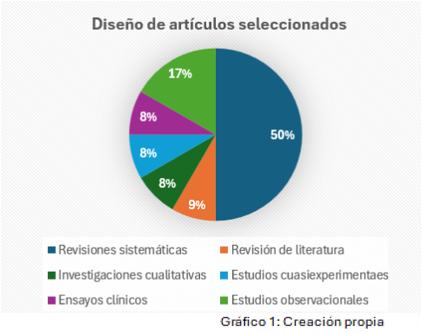 Diseño de artículos seleccionados
17%
50%
8%
8%
8%
9%
Revisiones sistemáticas Revisión de literatura
Investigaciones cualitativas Estudios cuasiexperimentaes
Ensayos clínicos Estudios observacionales
Gráfico 1: Creación propia